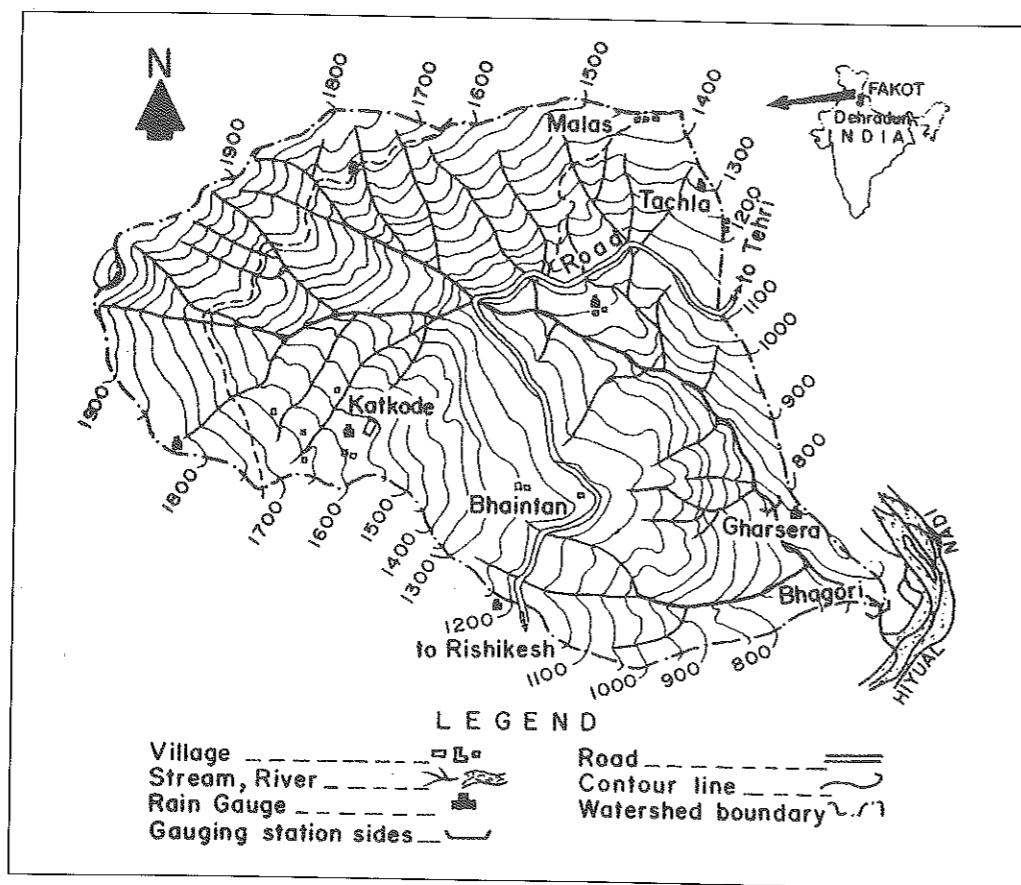 N
1900
1800
1700
1600
1500
1400
1300
1200
to Tehri
1100
1000
900
800
FAKOT
Dehradun
INDIA
Malas
Tachla
Road
Katkode
Bhaintan
Gharsera
Bhagori
NADI
HIYUAL
1900
1800
1700
1600
1500
1400
1300
1200
to Rishikesh
1100
1000
900
800
LEGEND
Village
Stream, River
Rain Gauge
Gauging station sides
Road
Contour line
Watershed boundary